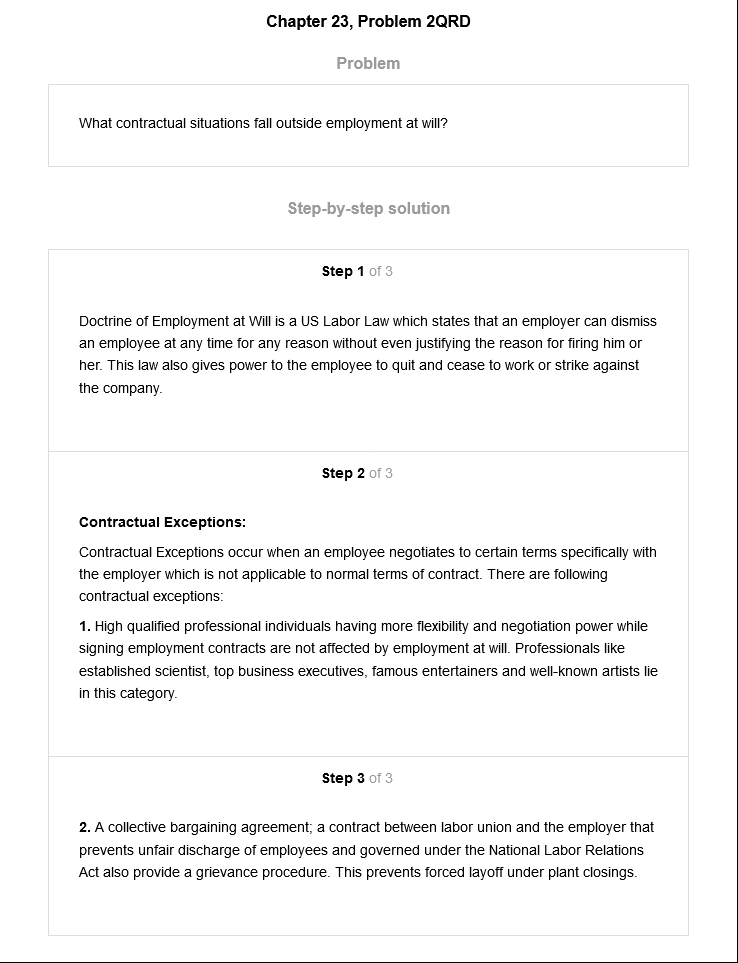 Chapter 23, Problem 2QRD
Problem
What contractual situations fall outside employment at will?
Step-by-step solution
Step 1 of 3
Doctrine of Employment at Will is a US Labor Law which states that an employer can dismiss
an employee at any time for any reason without even justifying the reason for firing him or
her. This law also gives power to the employee to quit and cease to work or strike against
the company.
Step 2 of 3
Contractual Exceptions:
Contractual Exceptions occur when an employee negotiates to certain terms specifically with
the employer which is not applicable to normal terms of contract. There are following
contractual exceptions:
1. High qualified professional individuals having more flexibility and negotiation power while
signing employment contracts are not affected by employment at will. Professionals like
established scientist, top business executives, famous entertainers and well-known artists lie
in this category.
Step 3 of 3
2. A collective bargaining agreement; a contract between labor union and the employer that
prevents unfair discharge of employees and governed under the National Labor Relations
Act also provide a grievance procedure. This prevents forced layoff under plant closings.